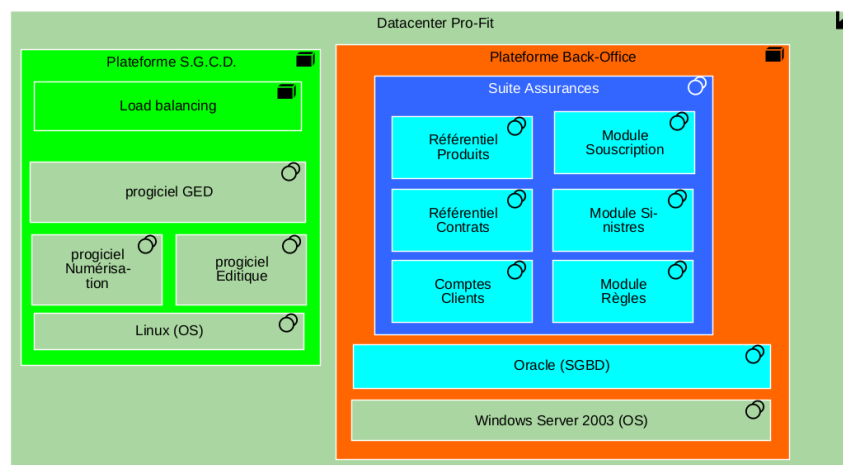 Datacenter Pro-Fit
Plateforme S.G.C.D.
Load balancing
progiciel GED
progiciel
Numérisa-
tion
progiciel
Editique
Linux (OS)
Plateforme Back-Office
Suite Assurances
Référentiel
Produits
Module
Souscription
Référentiel
Contrats
Module Si-
nistres
Comptes
Clients
Module
Règles
Oracle (SGBD)
Windows Server 2003 (OS)